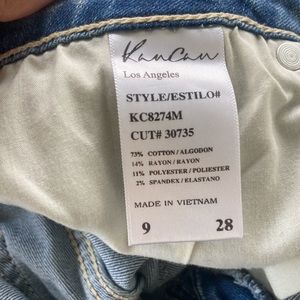 KanCan
Los Angeles
STYLE/ESTILO#
KC8274M
CUT# 30735
73% COTTON/ALGODON
14% RAYON/RAYON
11% POLYESTER/POLIESTER
2% SPANDEX/ELASTANO
MADE IN VIETNAM
9 28